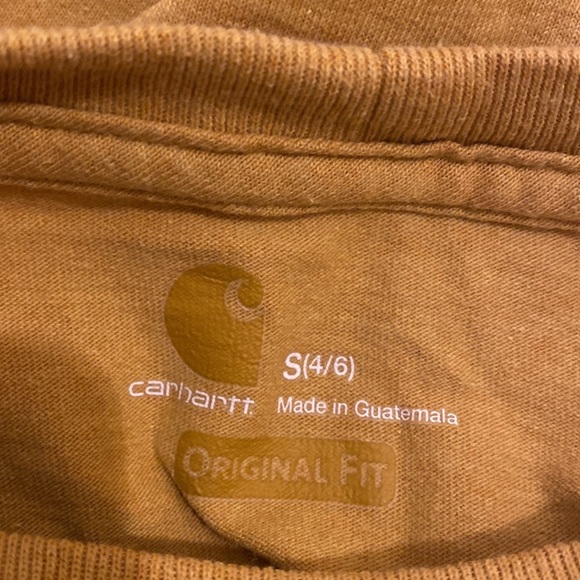 S(4/6)
carhartt.
Made in Guatemala
ORIGINAL FIT